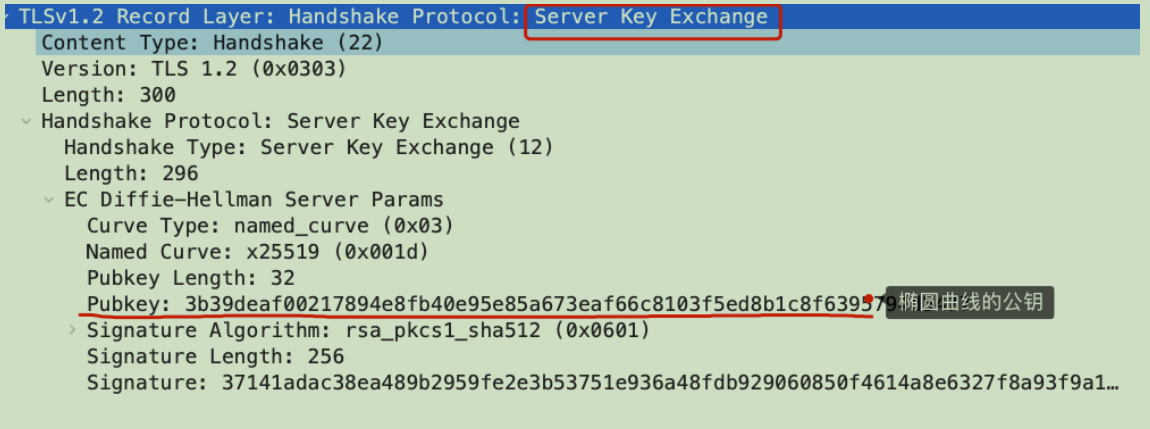 TLSv1.2 Record Layer: Handshake Protocol: Server Key Exchange
Content Type: Handshake (22)
Version: TLS 1.2 (0x0303)
Length: 300
Handshake Protocol: Server Key Exchange
Handshake Type: Server Key Exchange (12)
Length: 296
EC Diffie-Hellman Server Params
Curve Type: named_curve (0x03)
Named Curve: x25519 (0x001d)
Pubkey Length: 32
Pubkey: 3b39deaf00217894e8fb40e95e85a673eaf66c8103f5ed8b1c8f639579 椭圆曲线的公钥
Signature Algorithm: rsa_pkcs1_sha512 (0x0601)
Signature Length: 256
Signature: 37141adac38ea489b2959fe2e3b53751e936a48fdb929060850f4614a8e6327f8a93f9a1…